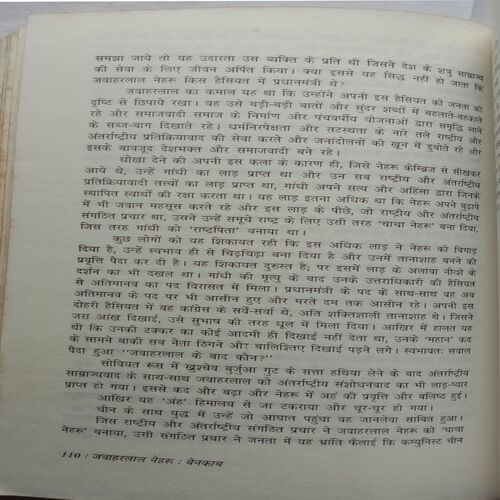 समझा जाये तो यह उदारता उस व्यक्ति के प्रति थी जिसने देश के शत्रु साम्राज्य
की सेवा के लिए जीवन अर्पित किया। क्या इससे यह सिद्ध नहीं हो जाता कि
जवाहरलाल नेहरू किस हैसियत में प्रधानमंत्री थे?
जवाहरलाल का कमाल यह था कि उन्होंने अपनी इस हैसियत को जनता की
दृष्टि से छिपाये रखा। वह उसे बड़ी-बड़ी बातों और सुंदर शब्दों में बहलाते-बहकाते
रहे और समाजवादी समाज के निर्माण और पंचवर्षीय योजनाओं द्वारा समृद्धि लाने
के सब्ज-बाग दिखाते रहे। धर्मनिरपेक्षता और तटस्थता के नारे तले राष्ट्रीय और
अंतर्राष्ट्रीय प्रतिक्रियावाद की सेवा करते और जनांदोलनों को खून में डुबोते रहे और
इसके बावजूद देशभक्त और समाजवादी बने रहे।
धोखा देने की अपनी इस कला के कारण ही, जिसे नेहरू केम्ब्रिज से सीखकर
आये थे, उन्हें गांधी का लाड़ प्राप्त था और उन सब राष्ट्रीय और अंतर्राष्ट्रीय
प्रतिक्रियावादी तत्त्वों का लाड़ प्राप्त था, गांधी अपने सत्य और अहिंसा द्वारा जिनके
स्थापित स्वार्थों की रक्षा करता था। यह लाड़ इतना अधिक था कि नेहरू अपने बुढ़ापे
में भी जवान महसूस करते रहे और इस लाड़ के पीछे, जो राष्ट्रीय और अंतर्राष्ट्रीय
संगठित प्रचार था, उसने उन्हें समूचे राष्ट्र के लिए उसी तरह 'चाचा नेहरू' बना दिया,
जिस तरह गांधी को 'राष्ट्रपिता' बनाया था।
कुछ लोगों को यह शिकायत रही कि इस अधिक लाड़ ने नेहरू को बिगाड़
दिया है, उन्हें स्वभाव ही से चिड़चिड़ा बना दिया है और उनमें तानाशाह बनने की
प्रवृत्ति पैदा कर दी है। यह शिकायत दुरुस्त है; पर इसमें लाड़ के अलावा नीत्शे के
दर्शन का भी दखल था। गांधी की मृत्यु के बाद उनके उत्तराधिकारी की हैसियत
से अतिमानव का पद विरासत में मिला। प्रधानमंत्री के पद के साथ-साथ वह अब
अतिमानव के पद पर भी आसीन हुए और मरते दम तक आसीन रहे। अपनी इस
दोहरी हैसियत में वह कांग्रेस के सर्वे-सर्वा थे, अति शक्तिशाली तानाशाह थे। जिसने
जरा आंख दिखाई, उसे सुभाष की तरह धूल में मिला दिया। आखिर में हालत यह
थी कि उनकी टक्कर का कोई आदमी ही दिखाई नहीं देता था, उनके 'महान' कद
के सामने बाकी सब नेता ठिगने और बालिश्तिए दिखाई पड़ने लगे। स्वभावतः सवाल
पैदा हुआ "जवाहरलाल के बाद कौन?"
सोवियत रूस में खुश्चेव बुर्जुआ गुट के सत्ता हथिया लेने के बाद अंतर्राष्ट्रीय
साम्राज्यवाद के साथ-साथ जवाहरलाल को अंतर्राष्ट्रीय संशोधनवाद का भी लाड़-प्यार
प्राप्त हो गया। इससे कद और बढ़ा और नेहरू में अहं की प्रवृत्ति और बलिष्ठ हुई।
आखिर यह 'अंह' हिमालय से जा टकराया और चूर-चूर हो गया।
चीन के साथ युद्ध में उन्हें जो आघात पहुंचा वह जानलेवा साबित हुआ।
जिस राष्ट्रीय और अंतर्राष्ट्रीय संगठित प्रचार ने जवाहरलाल नेहरू को 'चाचा
नेहरू' बनाया, उसी संगठित प्रचार ने जनता में यह भ्रांति फैलाई कि कम्युनिस्ट चीन
110 : जवाहरलाल नेहरू : बेनकाब